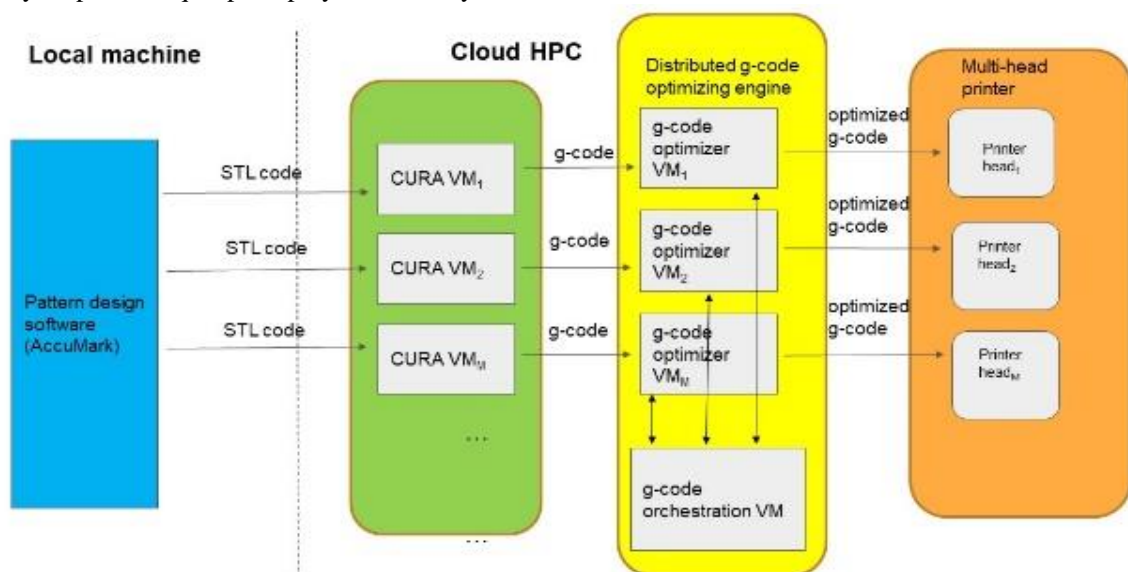 Local machine
Cloud HPC
Distributed g-code
optimizing engine
Multi-head
printer
Pattern design
software
(AccuMark)
STL code
STL code
STL code
CURA VM1
CURA VM2
CURA VMM
...
...
g-code
g-code
g-code
g-code
optimizer
VM1
g-code
optimizer
VM2
g-code
optimizer
VMM
g-code
orchestration VM
optimized
g-code
optimized
g-code
optimized
g-code
Printer
head1
Printer
head2
Printer
headM